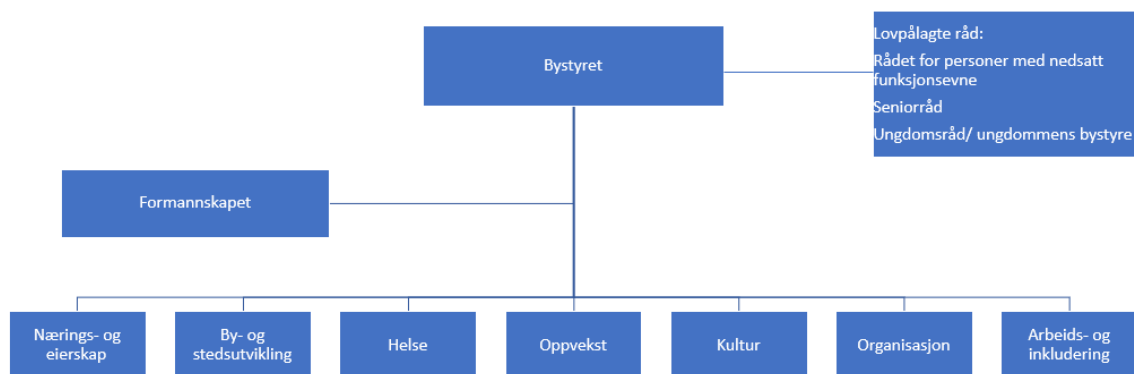 Bystyret
Lovpålagte råd:
Rådet for personer med nedsatt
funksjonsevne
Seniorråd
Ungdomsråd/ ungdommens bystyre
Formannskapet
Nærings- og
eierskap
By- og
stedsutvikling
Helse
Oppvekst
Kultur
Organisasjon
Arbeids- og
inkludering